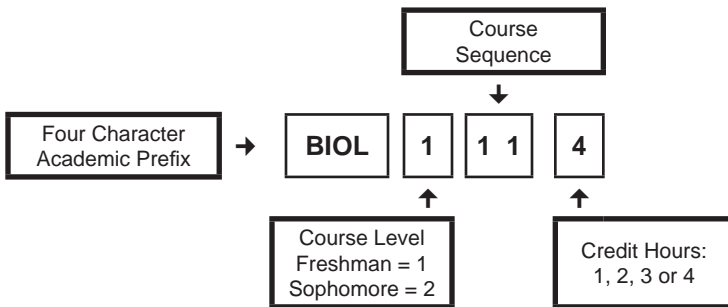 Course
Sequence
Four Character
Academic Prefix
BIOL 1 1 1 4
Course Level
Freshman = 1
Sophomore = 2
Credit Hours:
1, 2, 3 or 4